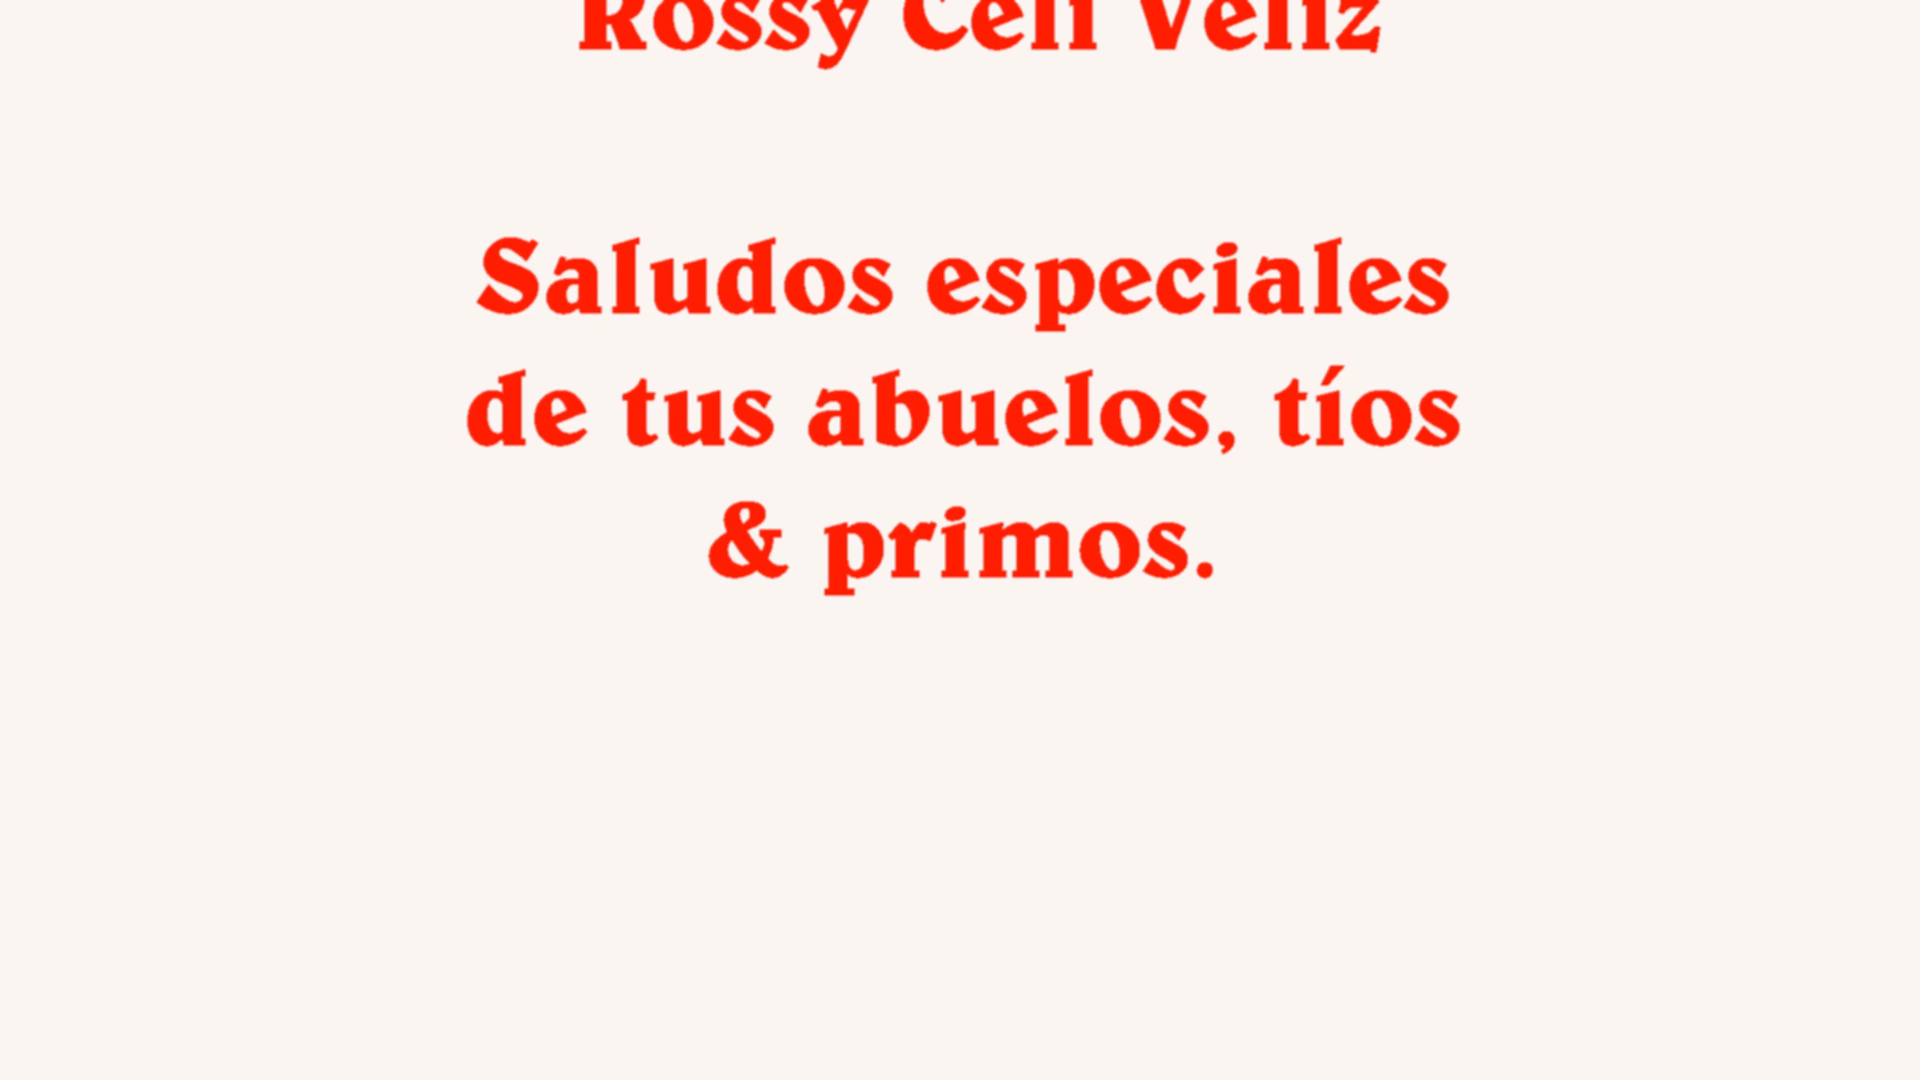 Rossy Celi Veliz
Saludos especiales
de tus abuelos, tíos
& primos.